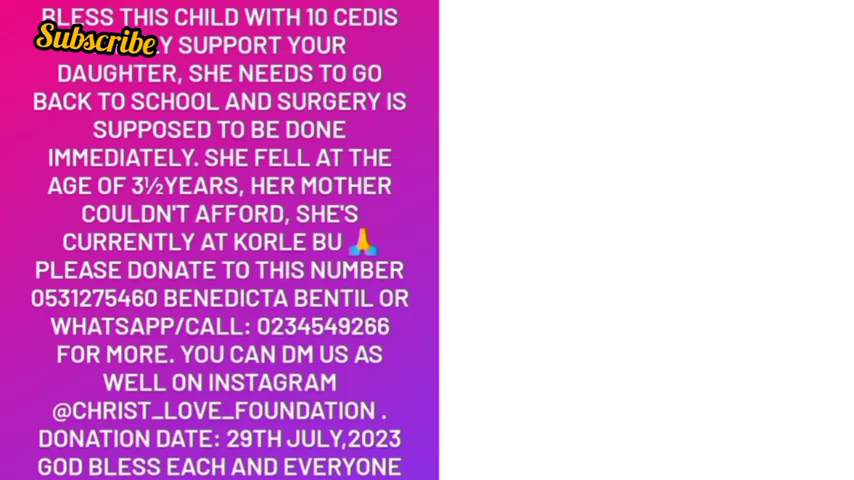 BLESS THIS CHILD WITH 10 CEDIS
Subscribe
SUPPORT YOUR
DAUGHTER, SHE NEEDS TO GO
BACK TO SCHOOL AND SURGERY IS
SUPPOSED TO BE DONE
IMMEDIATELY. SHE FELL AT THE
AGE OF 3½YEARS, HER MOTHER
COULDN'T AFFORD, SHE'S
CURRENTLY AT KORLE BU 🙏
PLEASE DONATE TO THIS NUMBER
0531275460 BENEDICTA BENTIL OR
WHATSAPP/CALL: 0234549266
FOR MORE. YOU CAN DM US AS
WELL ON INSTAGRAM
@CHRIST_LOVE_FOUNDATION .
DONATION DATE: 29TH JULY,2023
GOD BLESS EACH AND EVERYONE